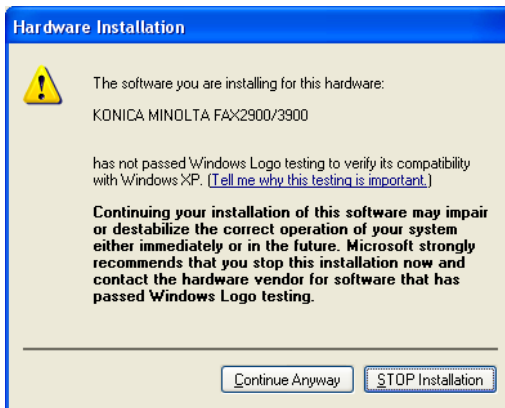 Hardware Installation
The software you are installing for this hardware:
KONICA MINOLTA FAX2900/3900
has not passed Windows Logo testing to verify its compatibility
with Windows XP. (Tell me why this testing is important.)
Continuing your installation of this software may impair
or destabilize the correct operation of your system
either immediately or in the future. Microsoft strongly
recommends that you stop this installation now and
contact the hardware vendor for software that has
passed Windows Logo testing.
Continue Anyway
STOP Installation